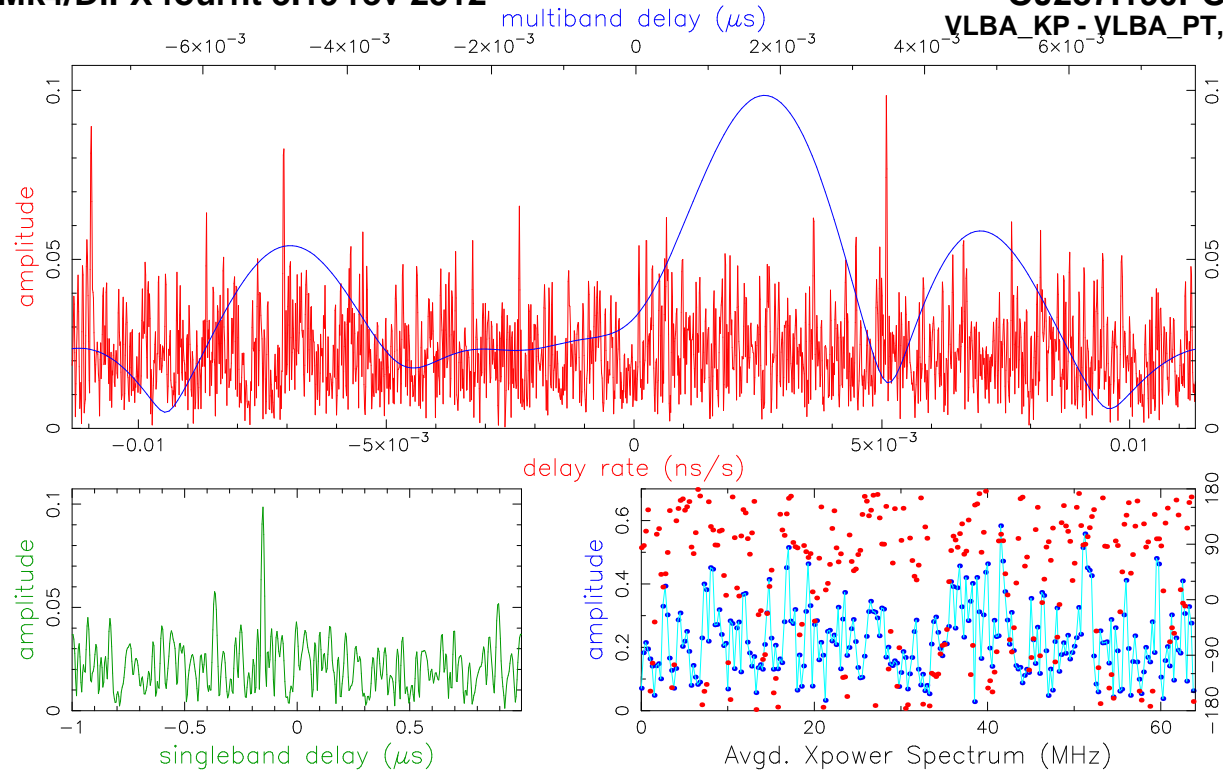 multiband delay (μs)
VLBA_KP - VLBA_PT,
−6×10⁻³ −4×10⁻³ −2×10⁻³ 0 2×10⁻³ 4×10⁻³ 6×10⁻³
amplitude
0 0.05 0.1
0 0.05 0.1
−0.01 −5×10⁻³ 0 5×10⁻³ 0.01
delay rate (ns/s)
amplitude
0 0.05 0.1
−1 −0.5 0 0.5
singleband delay (μs)
amplitude
0 0.2 0.4 0.6
180 90 0 −90 −180
0 20 40 60
Avgd. Xpower Spectrum (MHz)